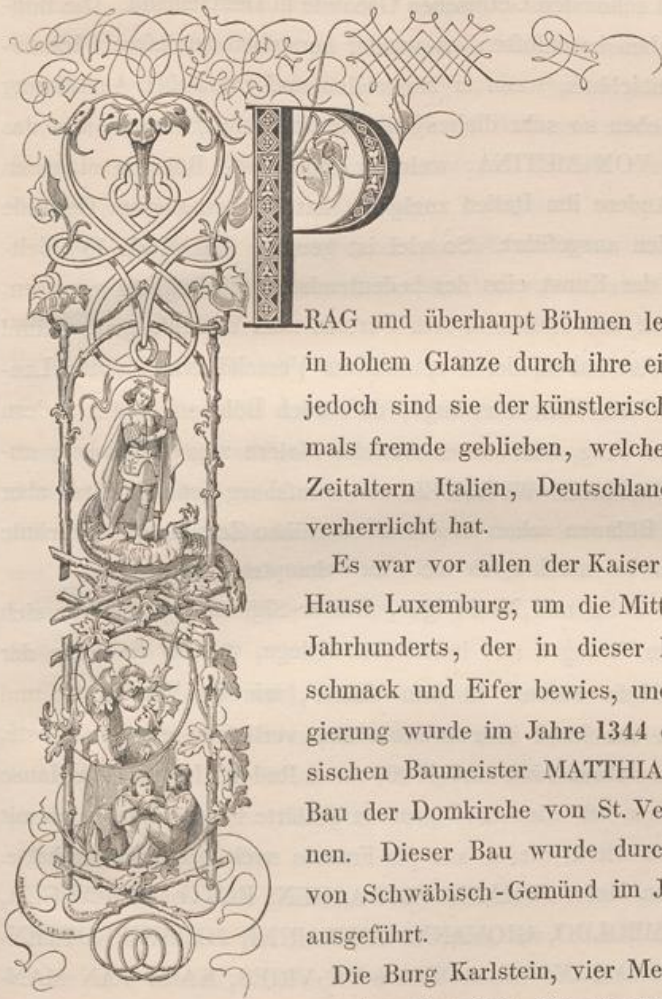 PRAG und überhaupt Böhmen le
in hohem Glanze durch ihre ei
jedoch sind sie der künstlerisch
mals fremde geblieben, welche
Zeitaltern Italien, Deutschland
verherrlicht hat.
Es war vor allen der Kaiser
Hause Luxemburg, um die Mitt
Jahrhunderts, der in dieser
schmack und Eifer bewies, und
gierung wurde im Jahre 1344
sischen Baumeister MATTHIA
Bau der Domkirche von St. Ve
nen. Dieser Bau wurde durc
von Schwäbisch-Gemünd im J
ausgeführt.
Die Burg Karlstein, vier Me